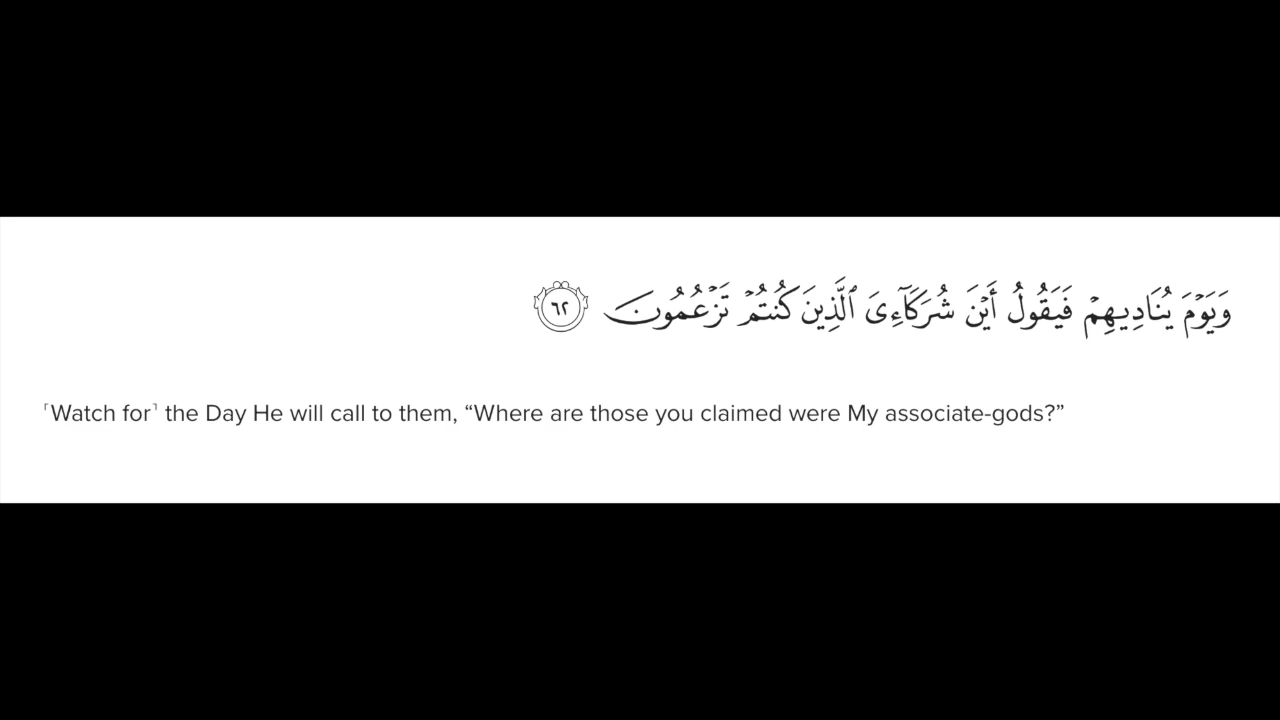 وَيَوْمَ يُنَادِيهِمْ فَيَقُولُ أَيْنَ شُرَكَآءِىَ ٱلَّذِينَ كُنتُمْ تَزْعُمُونَ ٦٢
⸢Watch for⸣ the Day He will call to them, “Where are those you claimed were My associate-gods?”